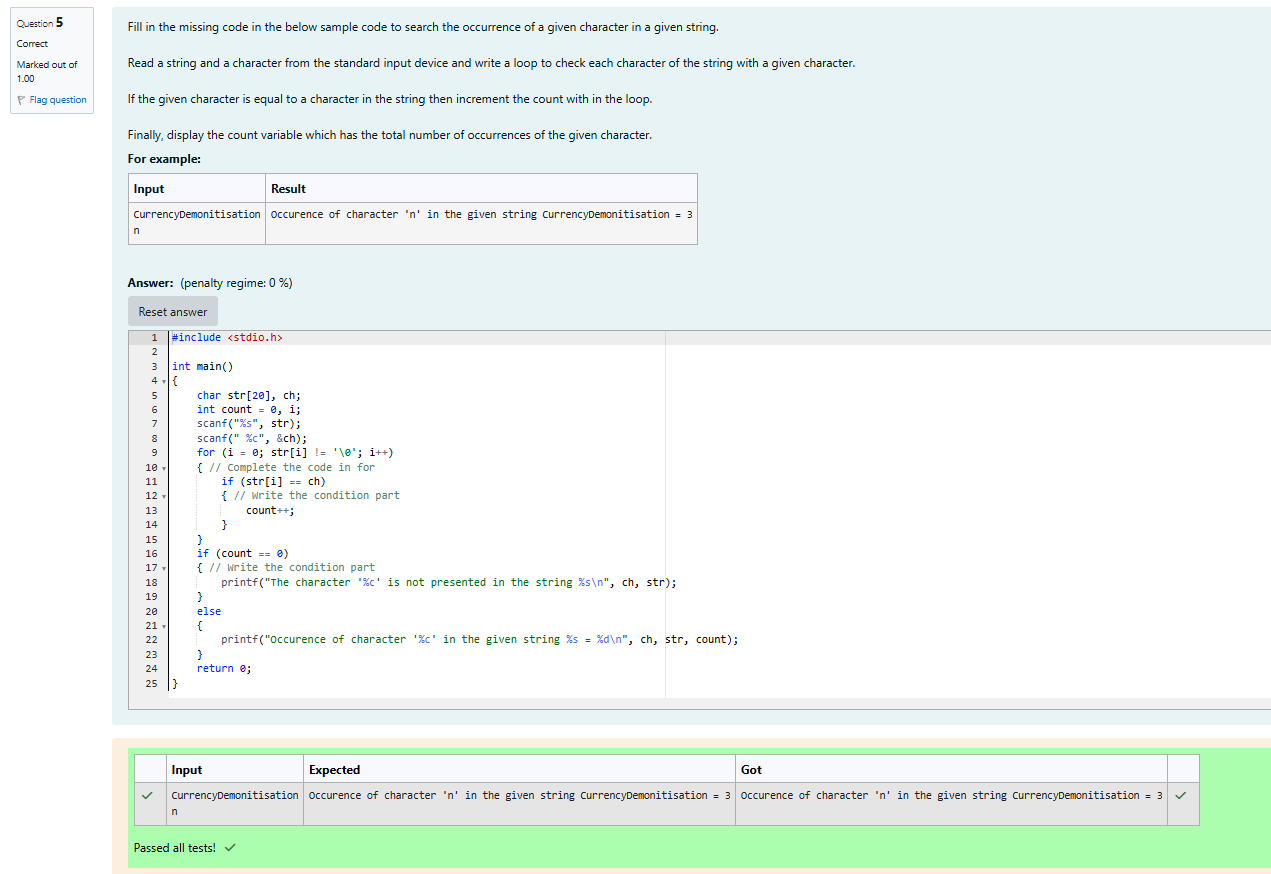 Question 5
Correct
Marked out of
1.00
Flag question
Fill in the missing code in the below sample code to search the occurrence of a given character in a given string.
Read a string and a character from the standard input device and write a loop to check each character of the string with a given character.
If the given character is equal to a character in the string then increment the count with in the loop.
Finally, display the count variable which has the total number of occurrences of the given character.
For example:
Input Result
CurrencyDemonitisation Occurence of character 'n' in the given string CurrencyDemonitisation = 3
n
Answer: (penalty regime: 0 %)
Reset answer
1 #include <stdio.h>
2
3 int main()
4 {
5 char str[20], ch;
6 int count = 0, i;
7 scanf("%s", str);
8 scanf(" %c", &ch);
9 for (i = 0; str[i] != '\0'; i++)
10 { // Complete the code in for
11 if (str[i] == ch)
12 { // Write the condition part
13 count++;
14 }
15 }
16 if (count == 0)
17 { // Write the condition part
18 printf("The character '%c' is not presented in the string %s\n", ch, str);
19 }
20 else
21 {
22 printf("Occurence of character '%c' in the given string %s = %d\n", ch, str, count);
23 }
24 return 0;
25 }
Input Expected Got
CurrencyDemonitisation Occurence of character 'n' in the given string CurrencyDemonitisation = 3 Occurence of character 'n' in the given string CurrencyDemonitisation = 3
n
Passed all tests!